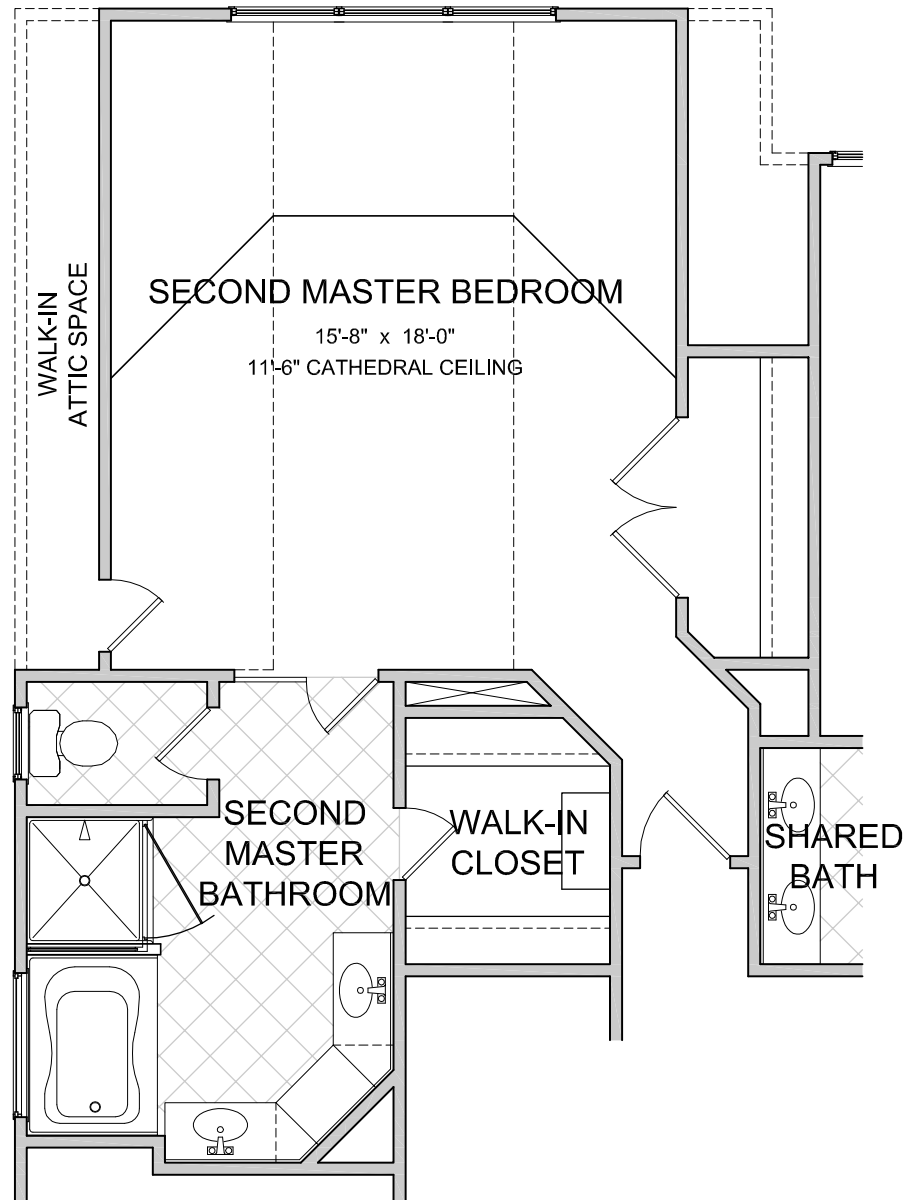 WALK-IN
ATTIC SPACE
SECOND MASTER BEDROOM
15'-8" x 18'-0"
11'-6" CATHEDRAL CEILING
SECOND
MASTER
BATHROOM
WALK-IN
CLOSET
SHARED
BATH